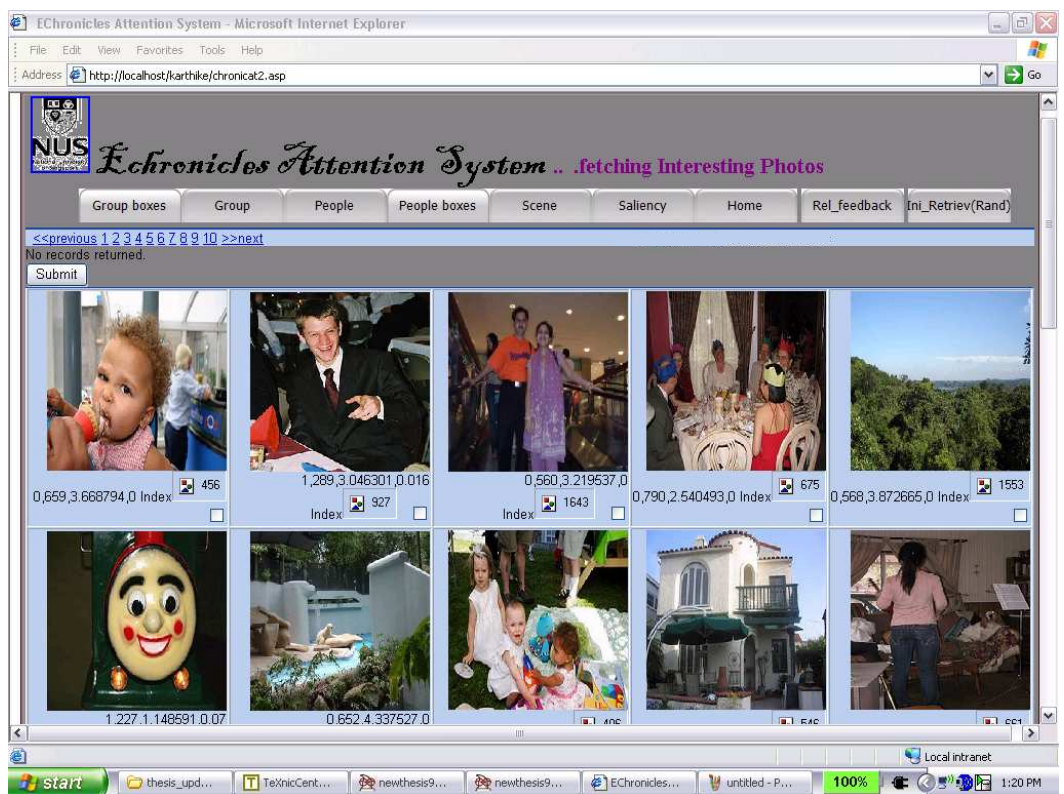 EChronicles Attention System - Microsoft Internet Explorer
File Edit View Favorites Tools Help
Address http://localhost/karthike/chronicat2.asp Go
NUS
Echronicles Attention System .. .fetching Interesting Photos
Group boxes Group People People boxes Scene Saliency Home Rel_feedback Ini_Retriev(Rand)
<<previous 1 2 3 4 5 6 7 8 9 10 >>next
No records returned.
Submit
0,659,3.668794,0 Index 456
1,289,3.046301,0.016
Index 927
0,560,3.219537,0
Index 1643
0,790,2.540493,0 Index 675
0,568,3.872665,0 Index 1553
1,227,1.148591,0.07
0,652,4.337527,0
406
546
661
Local intranet
start thesis_upd... TeXnicCent... newthesis9... newthesis9... EChronicles... untitled - P... 100% 1:20 PM